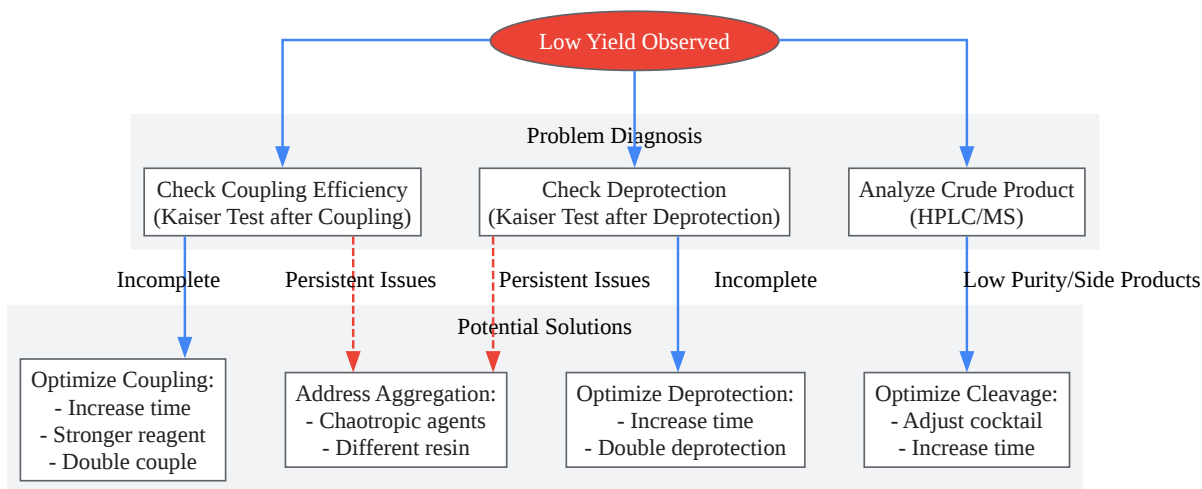 Low Yield Observed
Problem Diagnosis
Check Coupling Efficiency
(Kaiser Test after Coupling)
Check Deprotection
(Kaiser Test after Deprotection)
Analyze Crude Product
(HPLC/MS)
Incomplete
Persistent Issues
Persistent Issues
Incomplete
Low Purity/Side Products
Potential Solutions
Optimize Coupling:
- Increase time
- Stronger reagent
- Double couple
Address Aggregation:
- Chaotropic agents
- Different resin
Optimize Deprotection:
- Increase time
- Double deprotection
Optimize Cleavage:
- Adjust cocktail
- Increase time